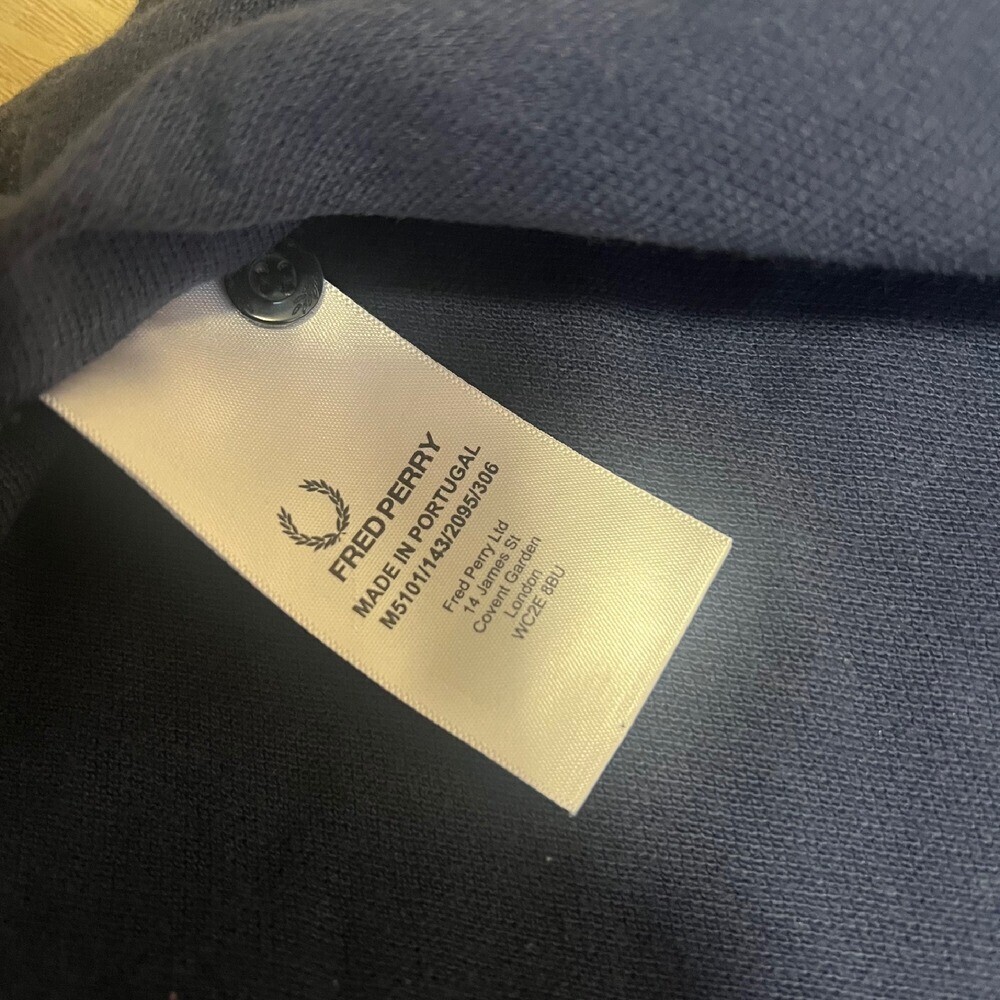 FRED PERRY
MADE IN PORTUGAL
M5101/143/2095/306
Fred Perry Ltd
14 James St
Covent Garden
London
WC2E 8BU